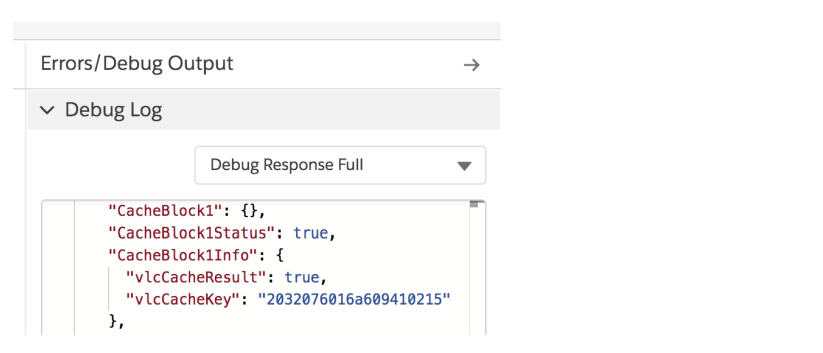 Errors/Debug Output
Debug Log
Debug Response Full
"CacheBlock1": {},
"CacheBlock1Status": true,
"CacheBlock1Info": {
"vlcCacheResult": true,
"vlcCacheKey": "2032076016a609410215"
},